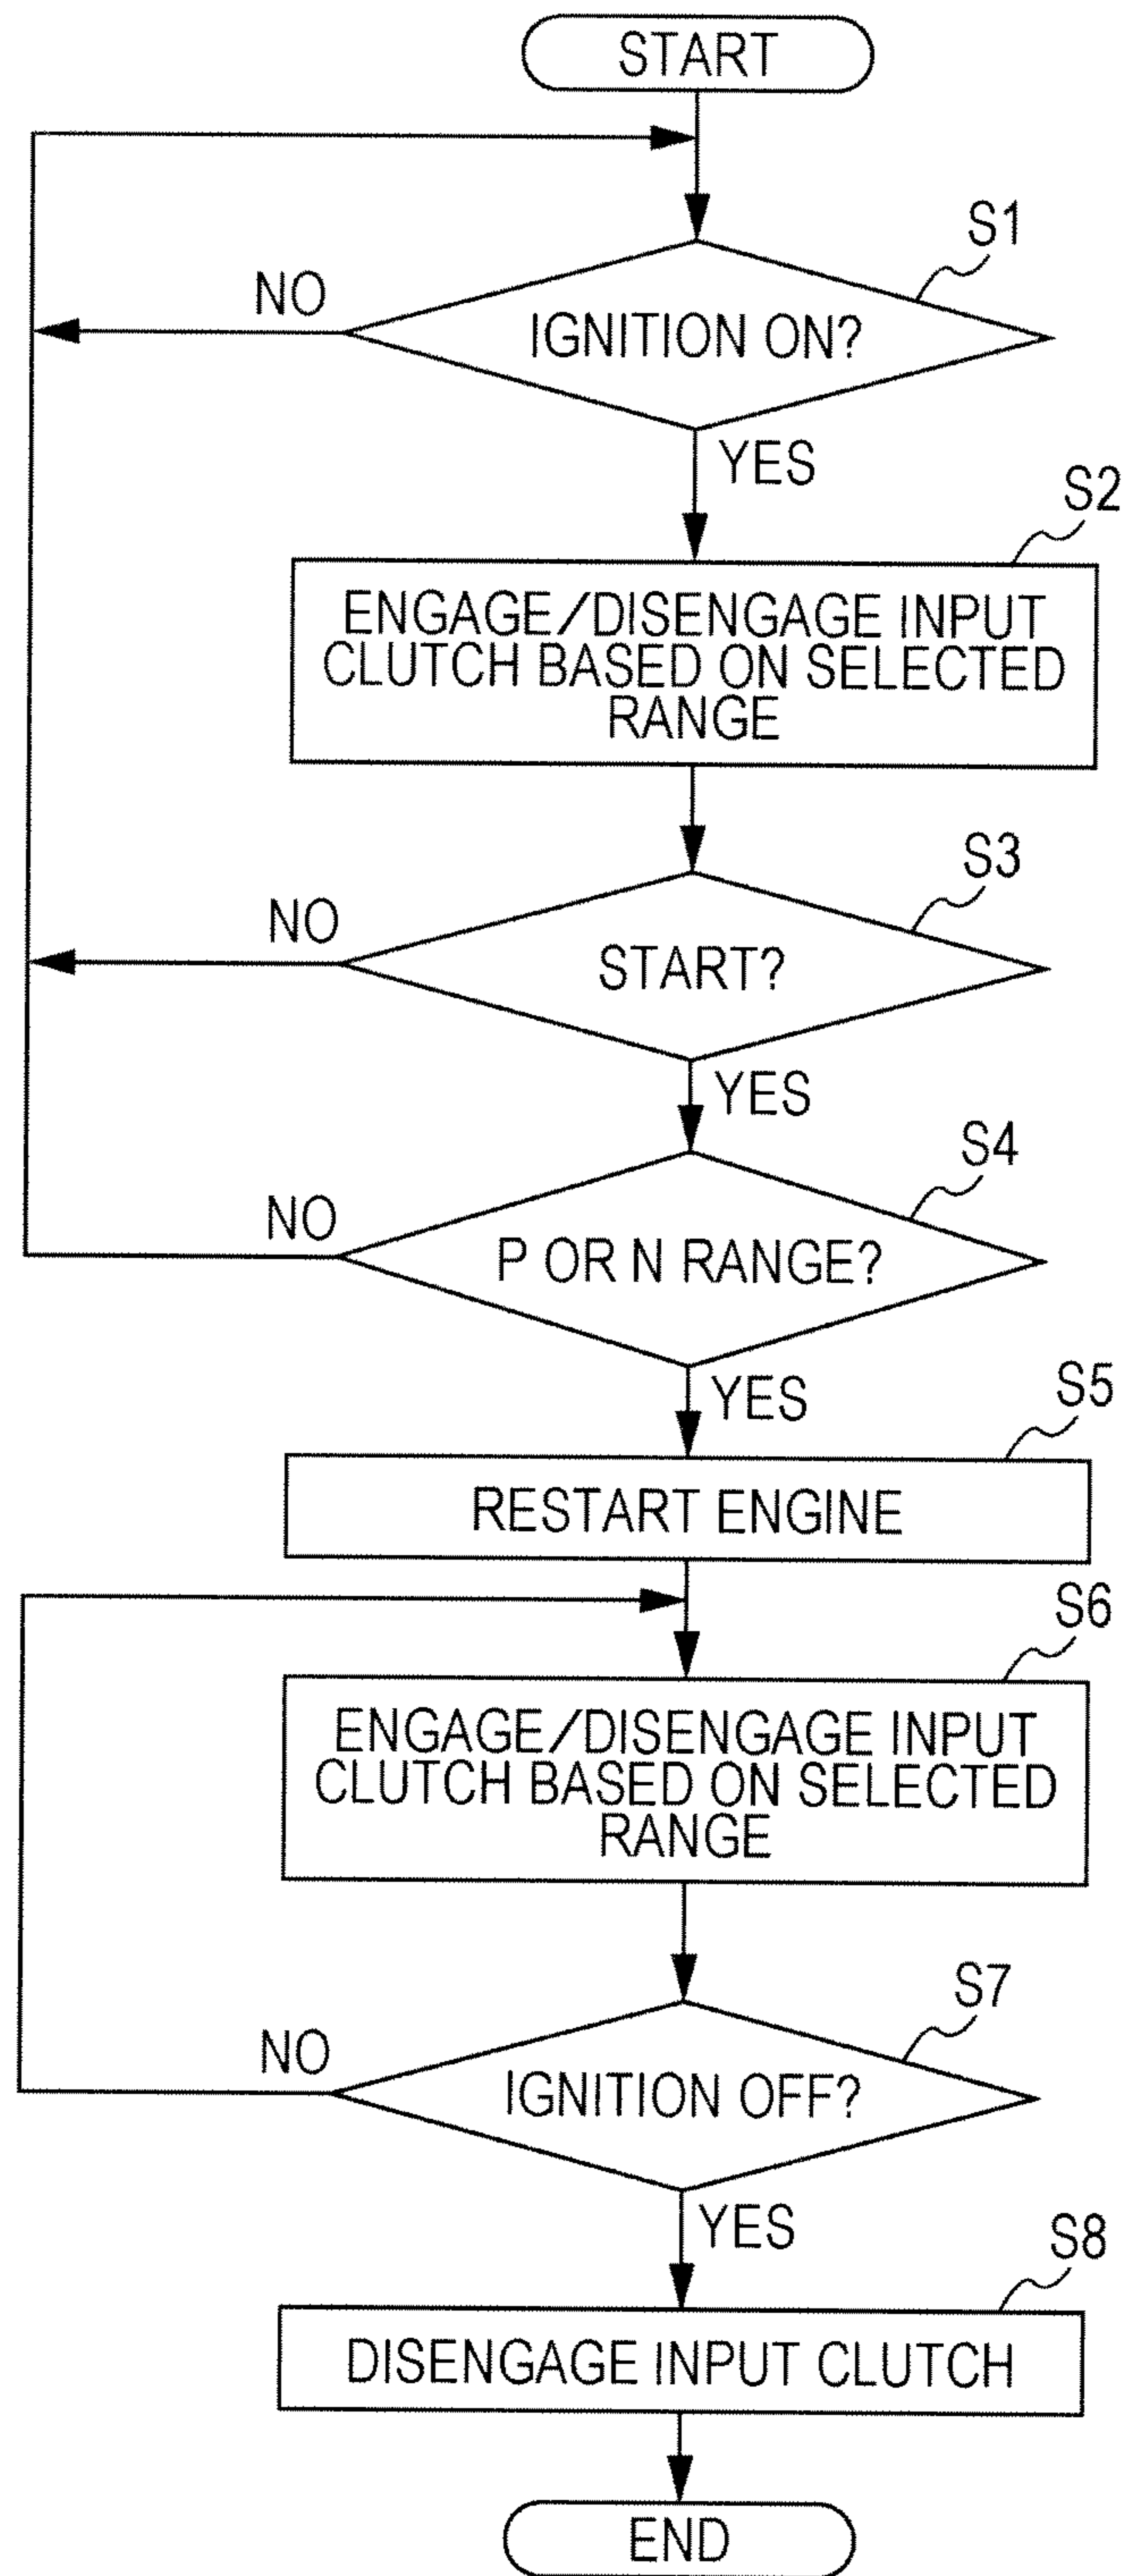 START
S1
NO
IGNITION ON?
YES
S2
ENGAGE/DISENGAGE INPUT
CLUTCH BASED ON SELECTED
RANGE
S3
NO
START?
YES
S4
NO
P OR N RANGE?
YES
S5
RESTART ENGINE
S6
ENGAGE/DISENGAGE INPUT
CLUTCH BASED ON SELECTED
RANGE
S7
NO
IGNITION OFF?
YES
S8
DISENGAGE INPUT CLUTCH
END